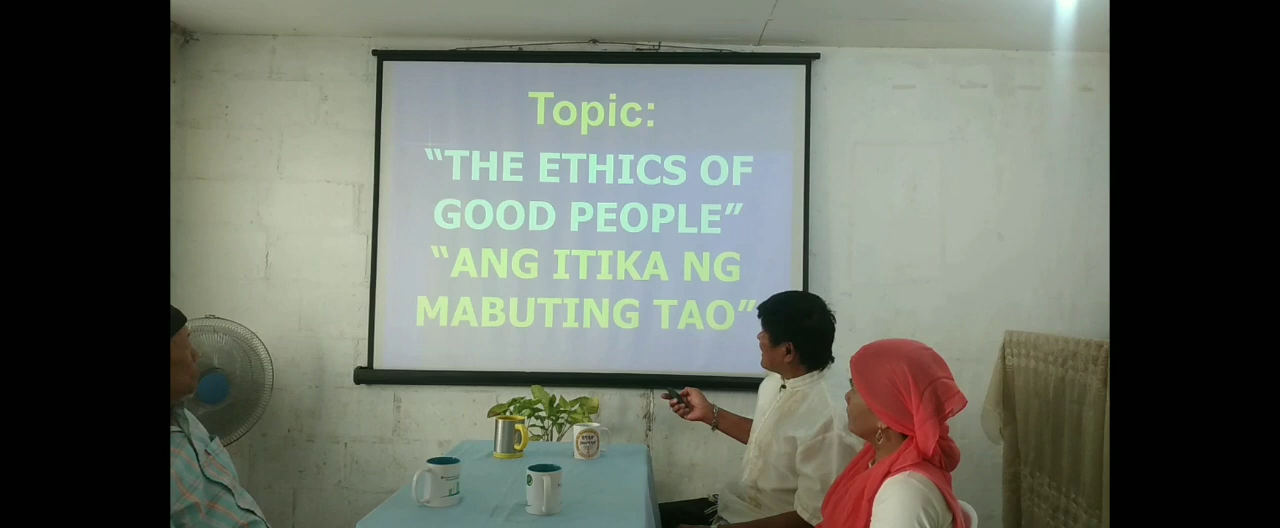 Topic:
“THE ETHICS OF
GOOD PEOPLE”
“ANG ITIKA NG
MABUTING TAO”